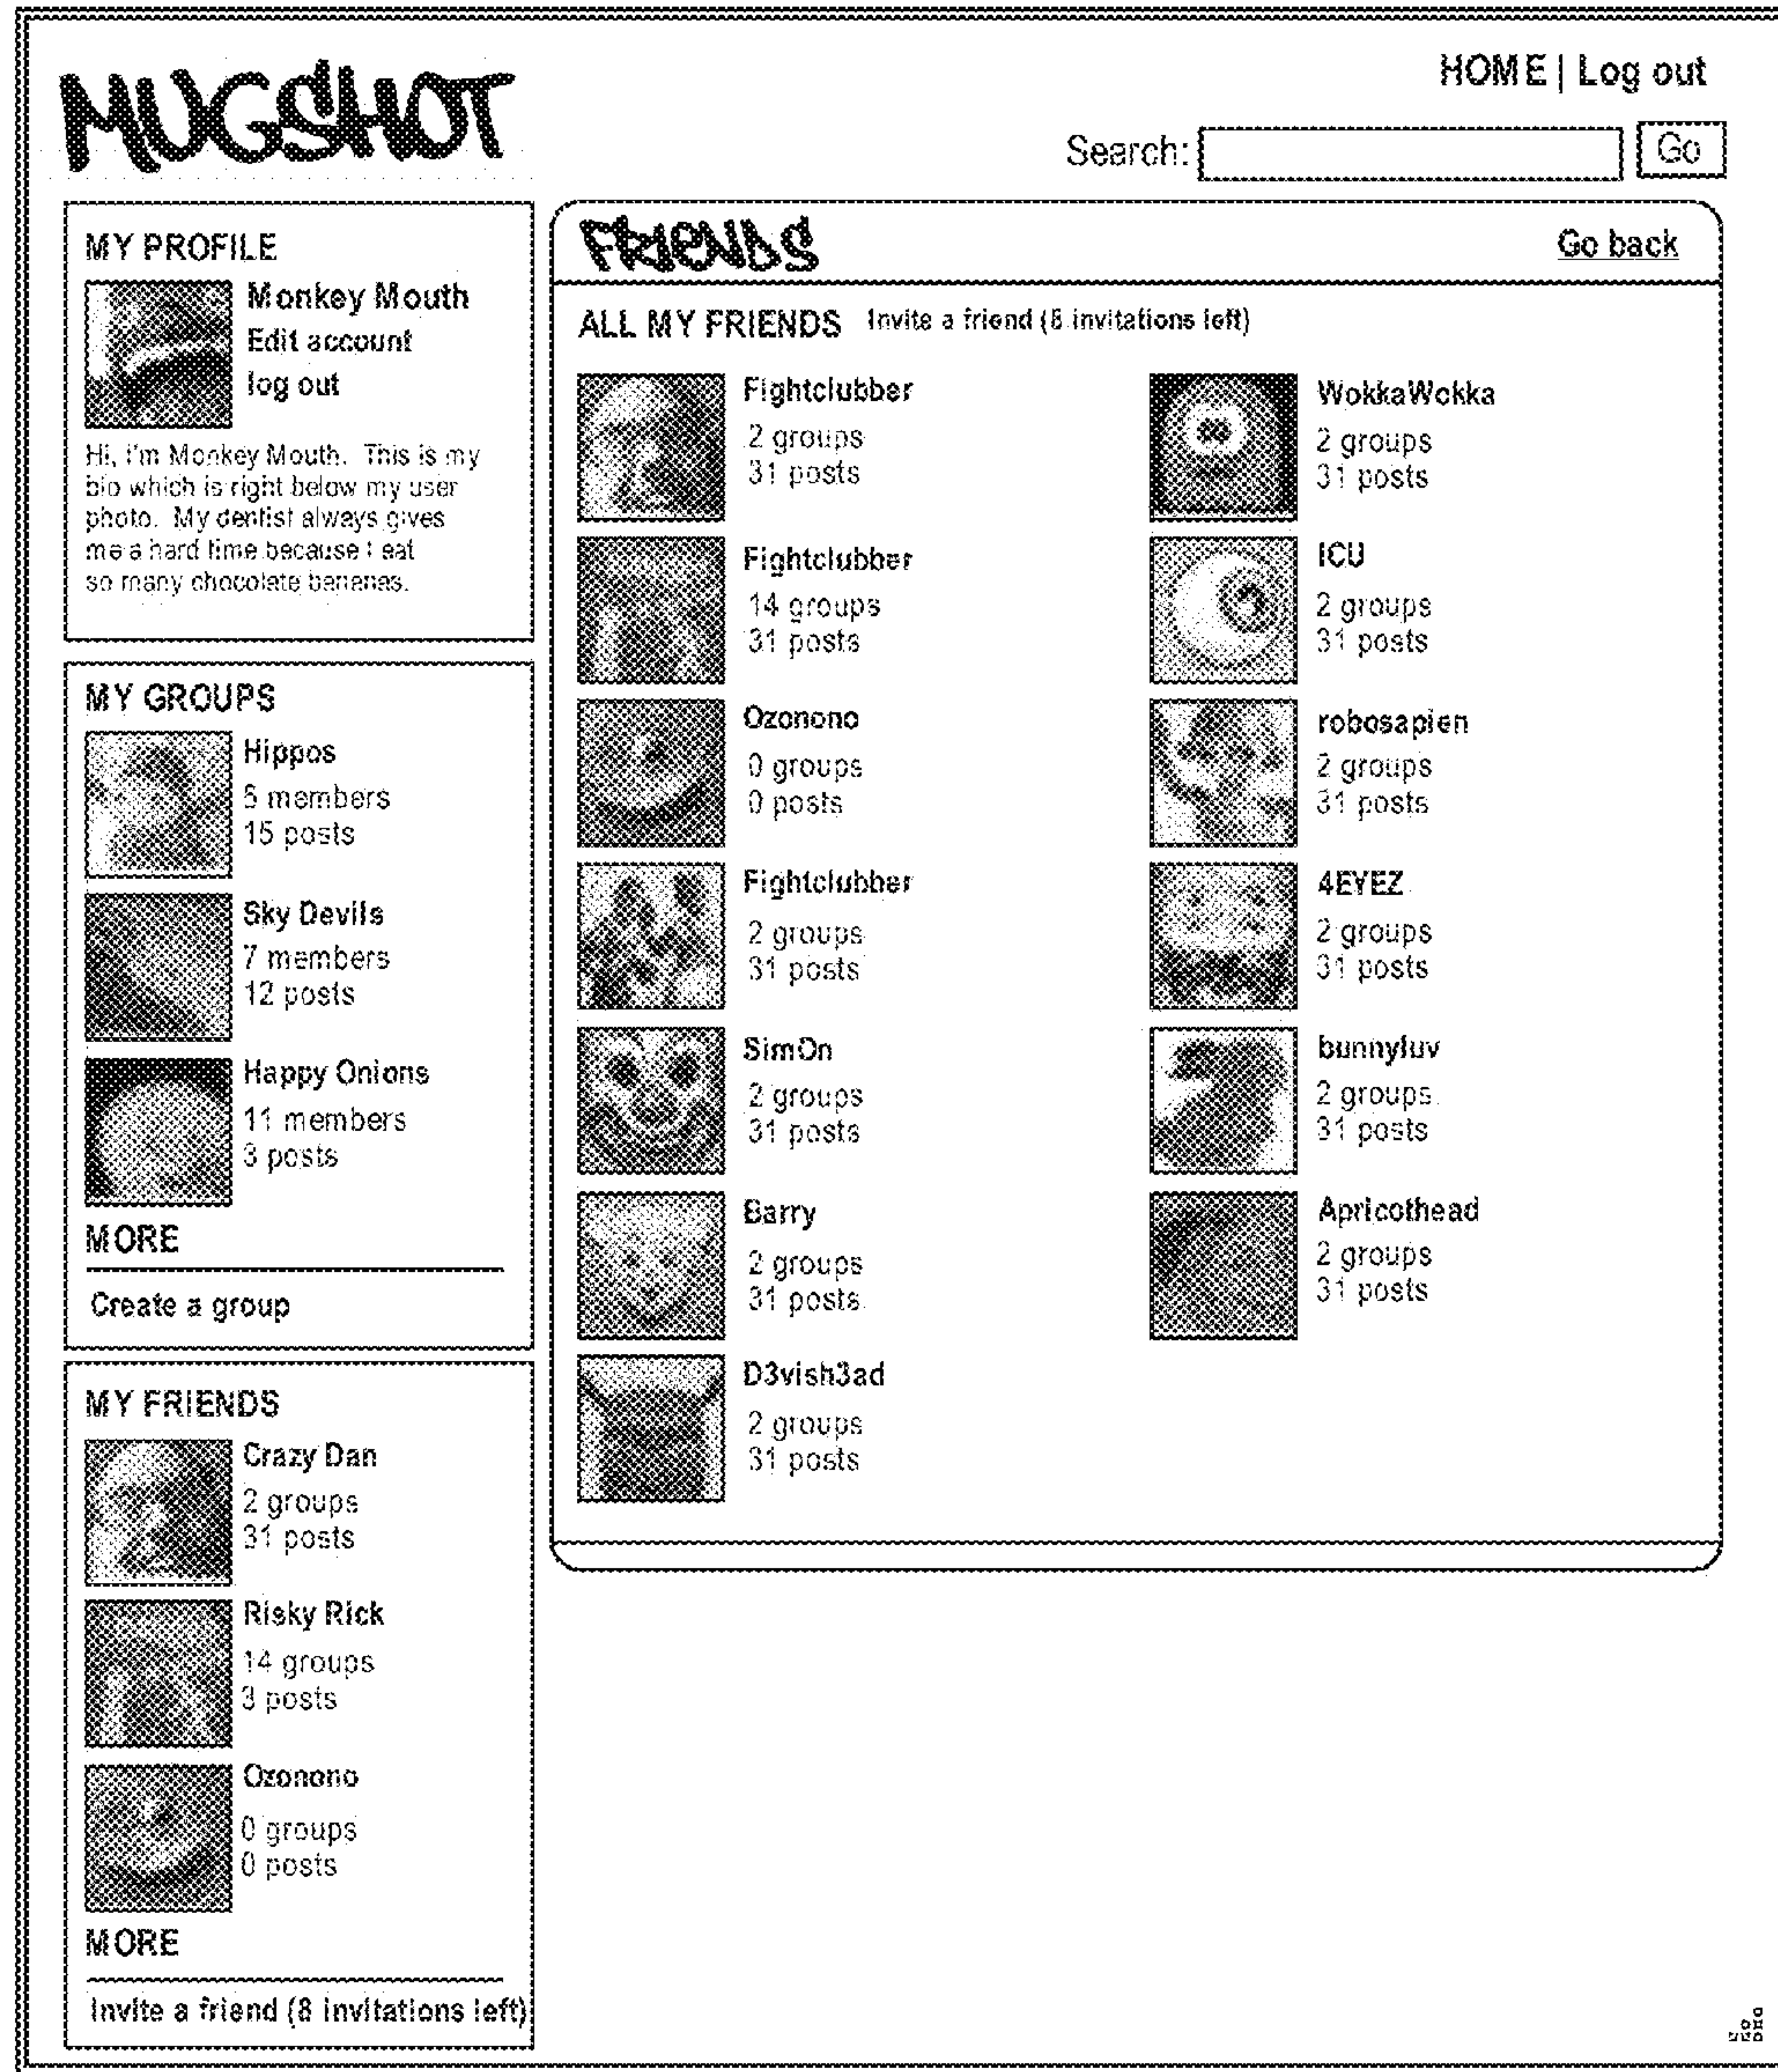 MUGSHOT
HOME | Log out
Search:
Go
MY PROFILE
Monkey Mouth
Edit account
log out
Hi, I'm Monkey Mouth. This is my
bio which is right below my user
photo. My dentist always gives
me a hard time because I eat
so many chocolate bananas.
MY GROUPS
Hippos
5 members
15 posts
Sky Devils
7 members
12 posts
Happy Onions
11 members
3 posts
MORE
Create a group
MY FRIENDS
Crazy Dan
2 groups
31 posts
Risky Rick
14 groups
3 posts
Ozonono
0 groups
0 posts
MORE
Invite a friend (8 invitations left)
FRIENDS
Go back
ALL MY FRIENDS
Invite a friend ( invitations left)
Fightclubber
2 groups
31 posts
Fightclubber
14 groups
31 posts
Ozonono
0 groups
0 posts
Fightclubber
2 groups
31 posts
SimOn
2 groups
31 posts
Barry
2 groups
31 posts
D3vish3ad
2 groups
31 posts
WokkaWokka
2 groups
31 posts
ICU
2 groups
31 posts
robosapien
2 groups
31 posts
4EYEZ
2 groups
31 posts
bunnyluv
2 groups
31 posts
Apricothead
2 groups
31 posts